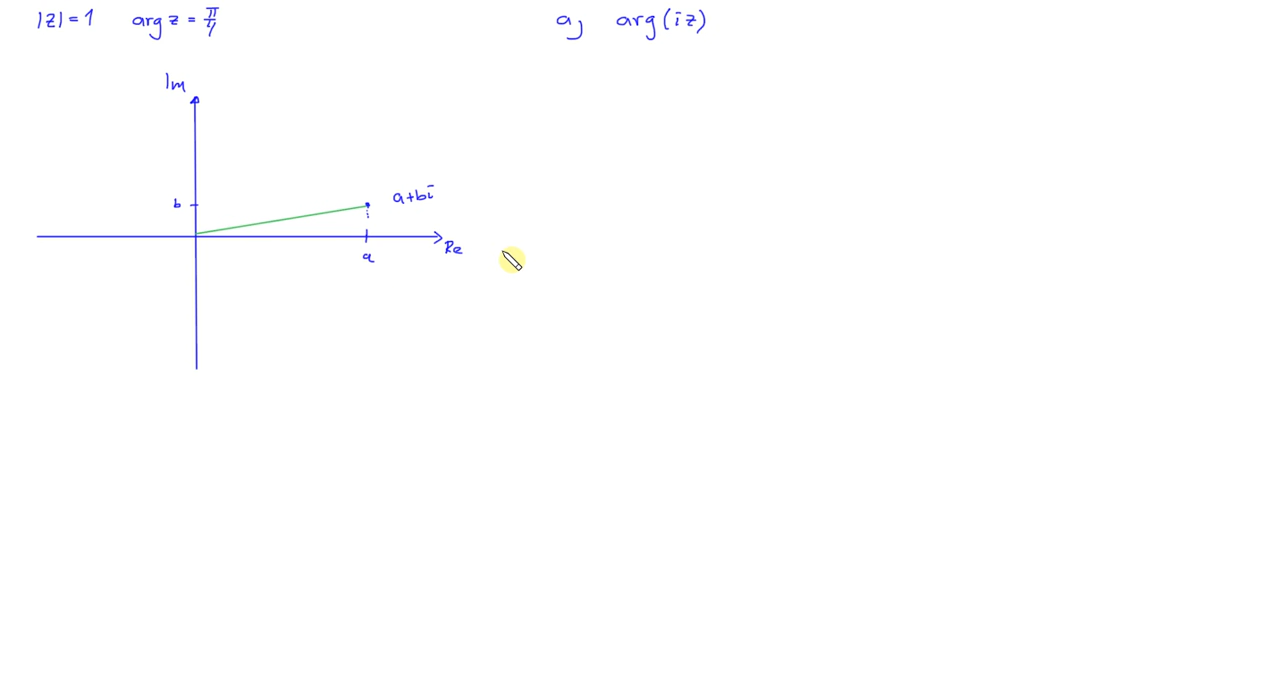 |z| = 1 arg z = π/4
a) arg(iz)
Im
b
a+bi
Re
a